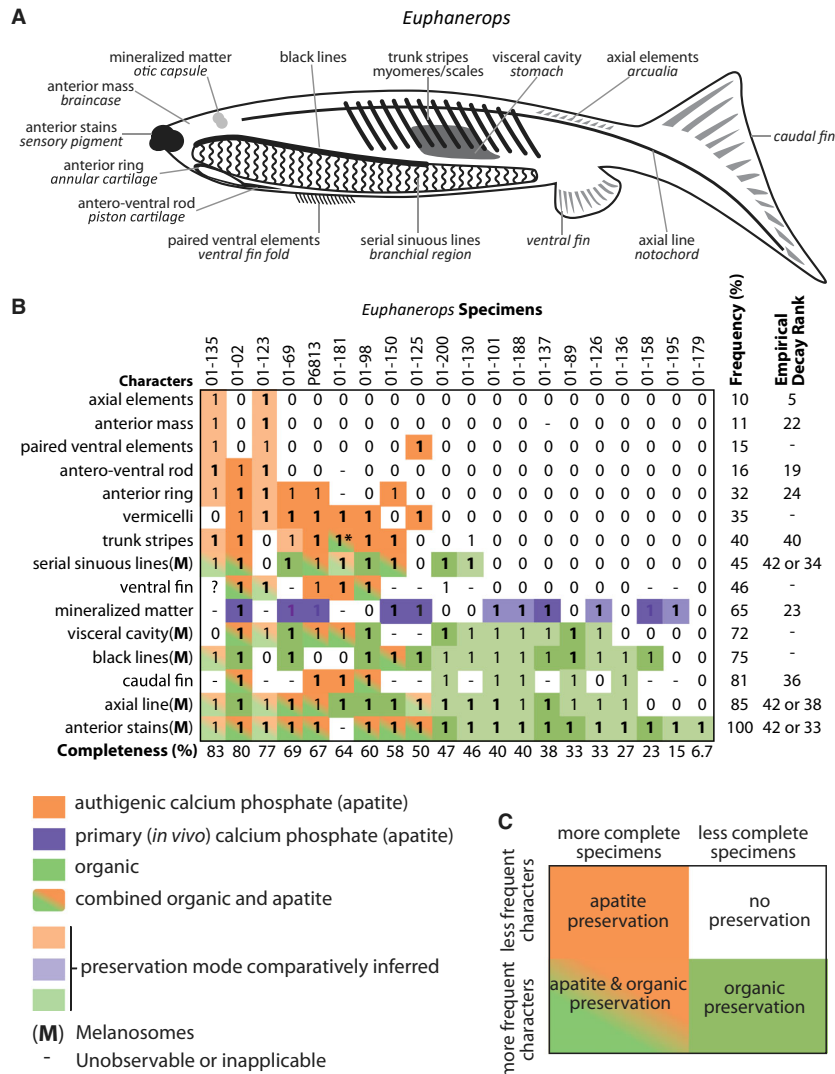 A
Euphanerops
mineralized matter
otic capsule
black lines
trunk stripes
myomeres/scales
visceral cavity
stomach
axial elements
arcualia
anterior mass
braincase
anterior stains
sensory pigment
caudal fin
anterior ring
annular cartilage
antero-ventral rod
piston cartilage
paired ventral elements
ventral fin fold
serial sinuous lines
branchial region
ventral fin
axial line
notochord
B
Euphanerops Specimens
Characters 01-135 01-02 01-123 01-69 P6813 01-181 01-98 01-150 01-125 01-200 01-130 01-101 01-188 01-137 01-89 01-126 01-136 01-158 01-195 01-179 Frequency (%) Empirical Decay Rank
axial elements 1 0 1 0 0 0 0 0 0 0 0 0 0 0 0 0 0 0 0 0 10 5
anterior mass 1 0 1 0 0 0 0 0 0 0 0 0 0 - 0 0 0 0 0 0 11 22
paired ventral elements 1 0 1 0 0 0 0 0 1 0 0 0 0 0 0 0 0 0 0 0 15 -
antero-ventral rod 1 1 1 0 0 - 0 0 0 0 0 0 0 0 0 0 0 0 0 0 16 19
anterior ring 1 1 1 1 1 - 0 1 0 0 0 0 0 0 0 0 0 0 0 0 32 24
vermicelli 0 1 1 1 1 1 1 0 1 0 0 0 0 0 0 0 0 0 0 0 35 -
trunk stripes 1 1 0 1 1 1* 1 1 0 0 1 0 0 0 0 0 0 0 0 0 40 40
serial sinuous lines(M) 1 1 0 1 1 1 1 1 0 1 1 0 0 0 0 0 0 0 0 0 45 42 or 34
ventral fin ? 1 1 - 1 1 1 - - 1 - 0 0 0 0 0 0 - - 0 46 -
mineralized matter - 1 - 1 1 - 0 1 1 0 0 1 1 1 0 1 0 1 1 0 65 23
visceral cavity(M) 0 1 1 1 1 1 1 - - 1 1 1 1 1 1 1 0 0 0 0 72 -
black lines(M) 1 1 0 1 0 0 1 1 1 1 1 1 1 1 1 1 1 1 0 0 75 -
caudal fin - 1 - - 1 1 1 - - 1 - 1 1 - 1 0 1 - - 0 81 36
axial line(M) 1 1 1 1 1 1 1 1 1 1 1 1 1 1 1 1 1 0 0 0 85 42 or 38
anterior stains(M) 1 1 1 1 1 - 1 1 1 1 1 1 1 1 1 1 1 1 1 1 100 42 or 33
Completeness (%) 83 80 77 69 67 64 60 58 50 47 46 40 40 38 33 33 27 23 15 6.7
authigenic calcium phosphate (apatite)
primary (in vivo) calcium phosphate (apatite)
organic
combined organic and apatite
preservation mode comparatively inferred
(M) Melanosomes
- Unobservable or inapplicable
C
more complete
specimens
less complete
specimens
less frequent
characters
more frequent
characters
apatite
preservation
no
preservation
apatite & organic
preservation
organic
preservation